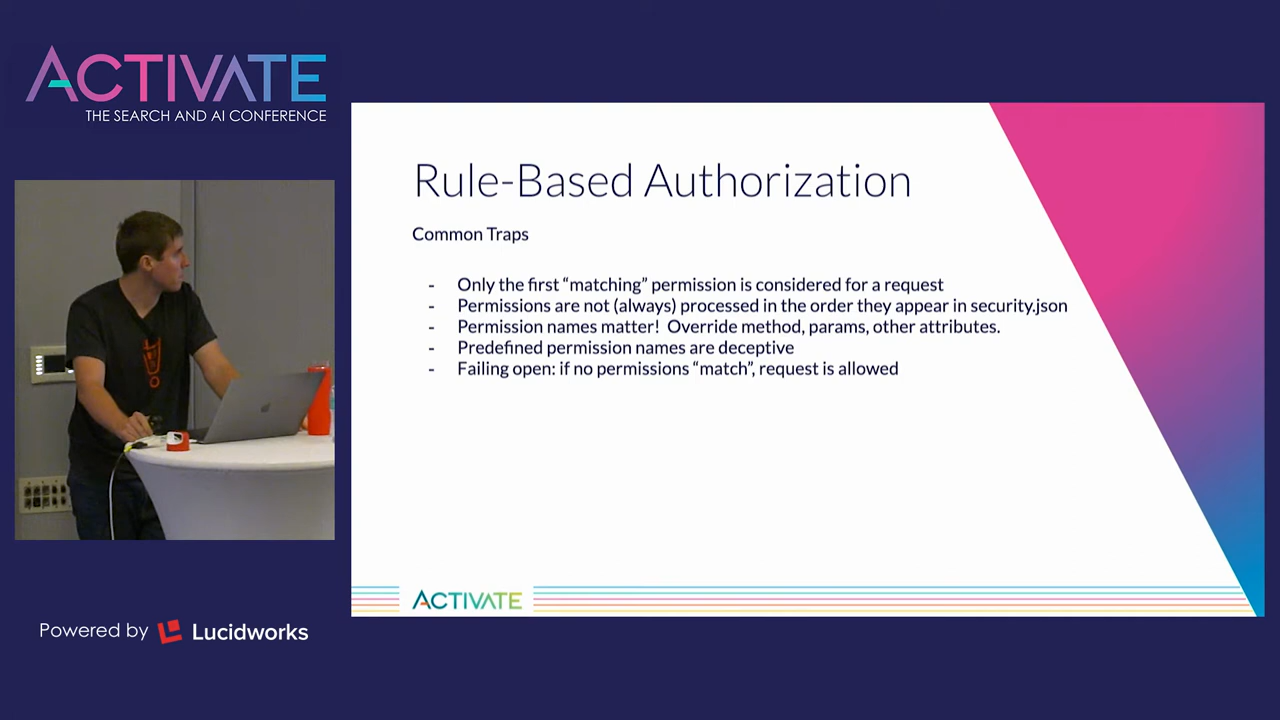 ACTIVATE
THE SEARCH AND AI CONFERENCE
Rule-Based Authorization
Common Traps
- Only the first “matching” permission is considered for a request
- Permissions are not (always) processed in the order they appear in security.json
- Permission names matter!  Override method, params, other attributes.
- Predefined permission names are deceptive
- Failing open: if no permissions “match”, request is allowed
ACTIVATE
Powered by Lucidworks